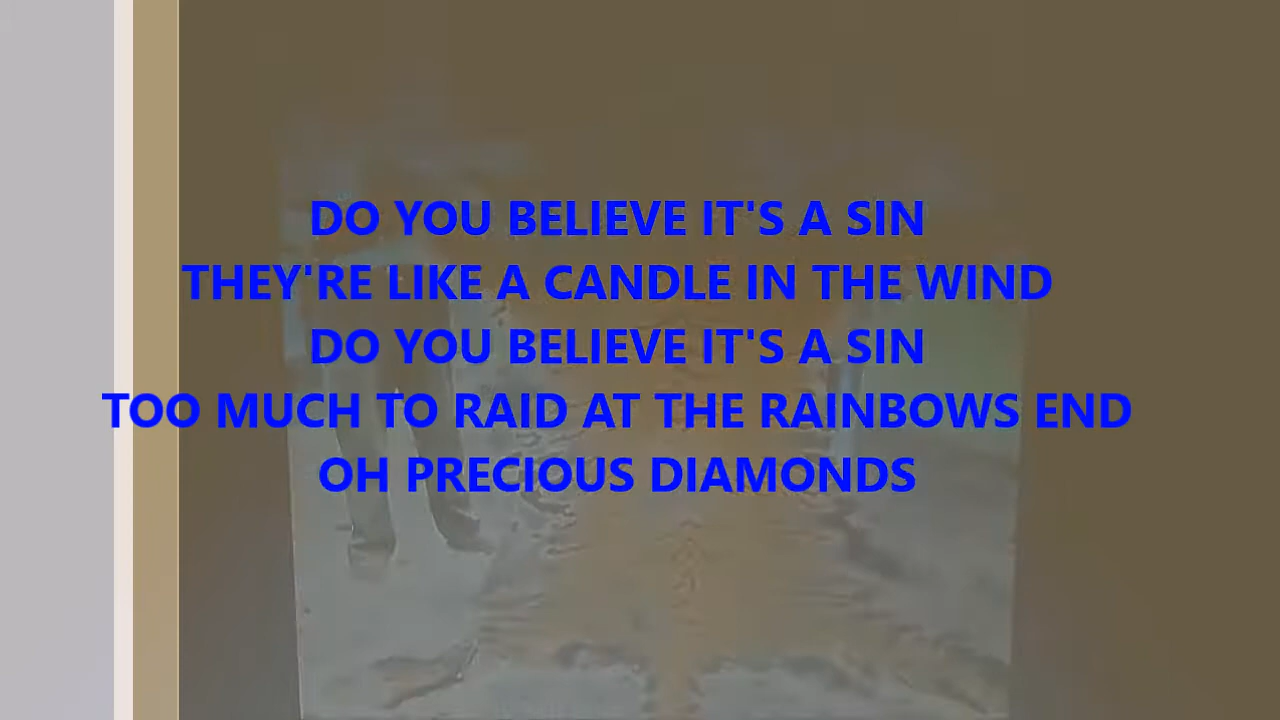 DO YOU BELIEVE IT'S A SIN
THEY'RE LIKE A CANDLE IN THE WIND
DO YOU BELIEVE IT'S A SIN
TOO MUCH TO RAID AT THE RAINBOWS END
OH PRECIOUS DIAMONDS